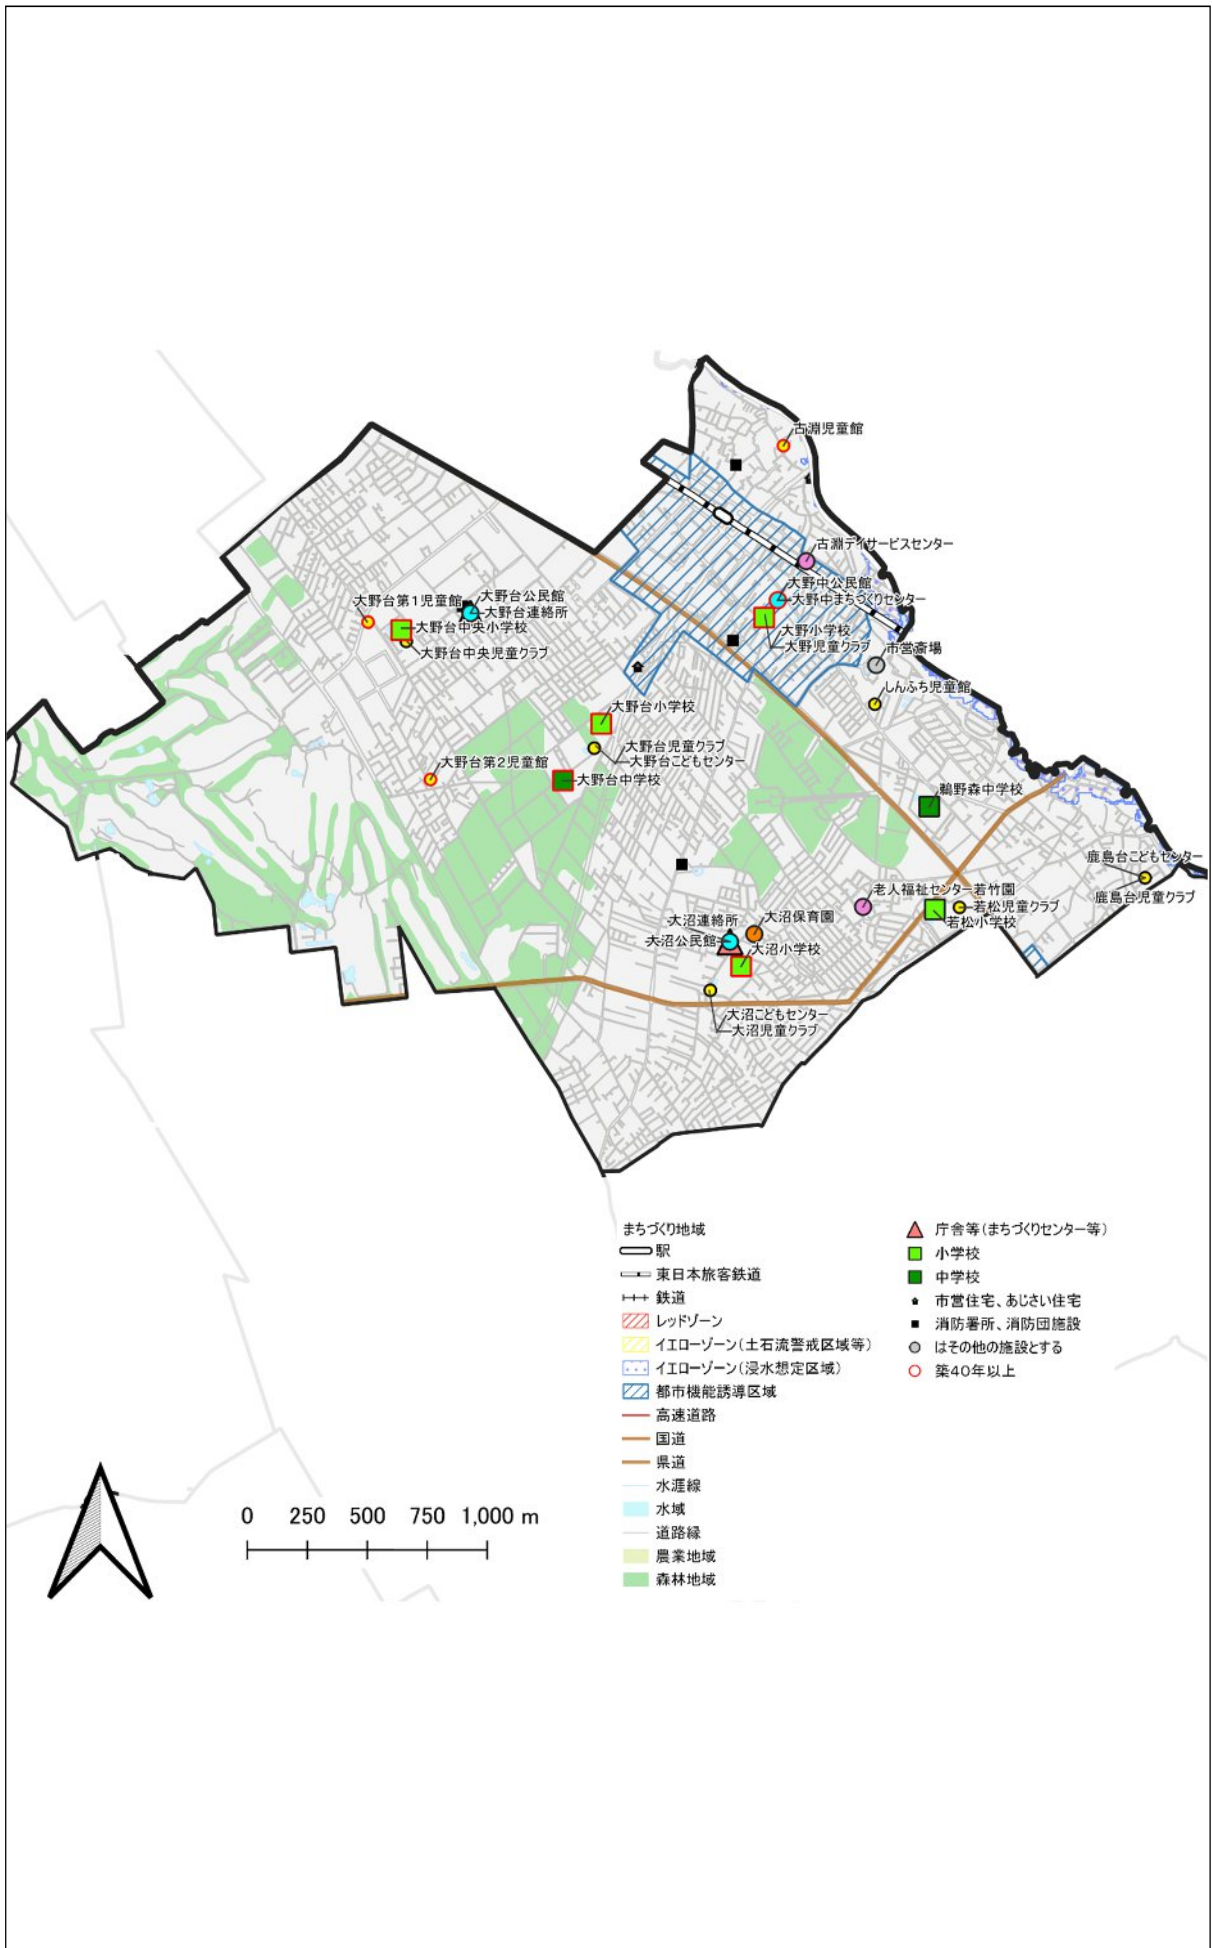 古淵児童館
古淵デイサービスセンター
大野中公民館
大野中まちづくりセンター
大野台公民館
大野台第1児童館
大野台連絡所
大野台中央小学校
大野台中央児童クラブ
大野小学校
大野児童クラブ
市営斎場
しんふち児童館
大野台小学校
大野台児童クラブ
大野台こどもセンター
大野台第2児童館
大野台中学校
鵜野森中学校
鹿島台こどもセンター
鹿島台児童クラブ
老人福祉センター若竹園
若松児童クラブ
若松小学校
大沼連絡所
大沼保育園
大沼公民館
大沼小学校
大沼こどもセンター
大沼児童クラブ
まちづくり地域
駅
東日本旅客鉄道
鉄道
レッドゾーン
イエローゾーン(土石流警戒区域等)
イエローゾーン(浸水想定区域)
都市機能誘導区域
高速道路
国道
県道
水涯線
水域
道路縁
農業地域
森林地域
庁舎等(まちづくりセンター等)
小学校
中学校
市営住宅、あじさい住宅
消防署所、消防団施設
はその他の施設とする
築40年以上
0 250 500 750 1,000 m